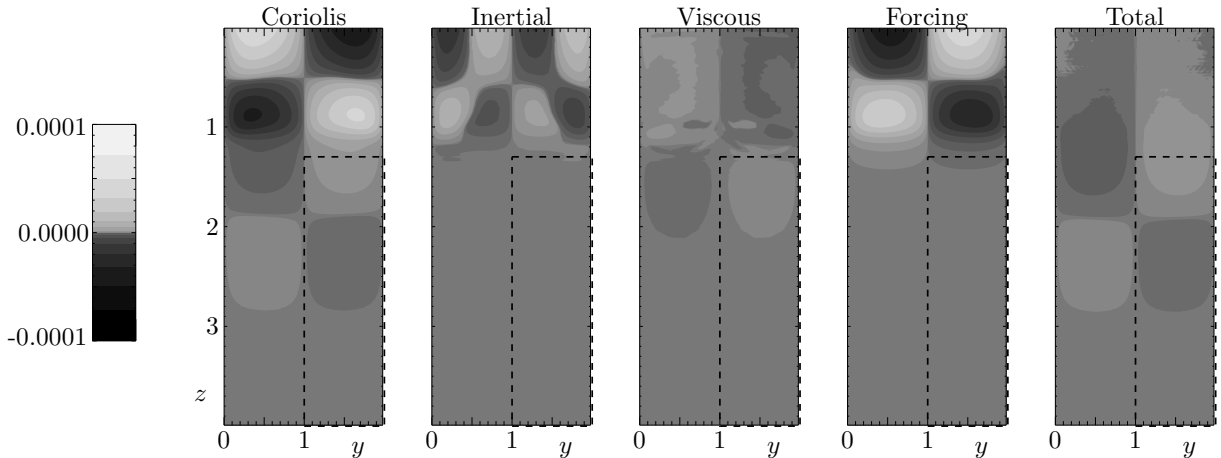 Coriolis Inertial Viscous Forcing Total
0.0001
0.0000
-0.0001
1
2
3
z
0 1 y 0 1 y 0 1 y 0 1 y 0 1 y